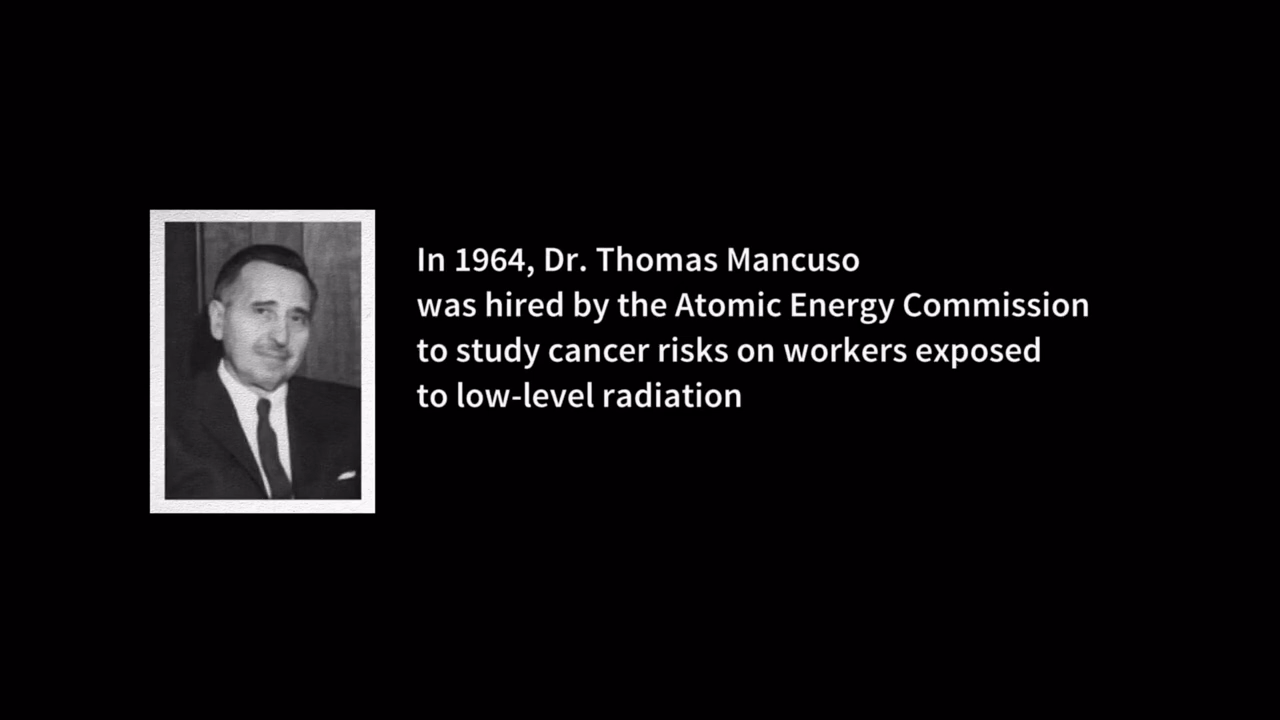 In 1964, Dr. Thomas Mancuso
was hired by the Atomic Energy Commission
to study cancer risks on workers exposed
to low-level radiation